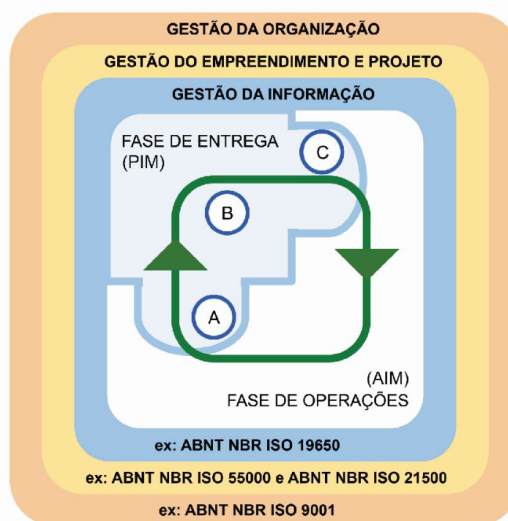 GESTÃO DA ORGANIZAÇÃO
GESTÃO DO EMPREENDIMENTO E PROJETO
GESTÃO DA INFORMAÇÃO
FASE DE ENTREGA
(PIM)
C
B
A
(AIM)
FASE DE OPERAÇÕES
ex: ABNT NBR ISO 19650
ex: ABNT NBR ISO 55000 e ABNT NBR ISO 21500
ex: ABNT NBR ISO 9001